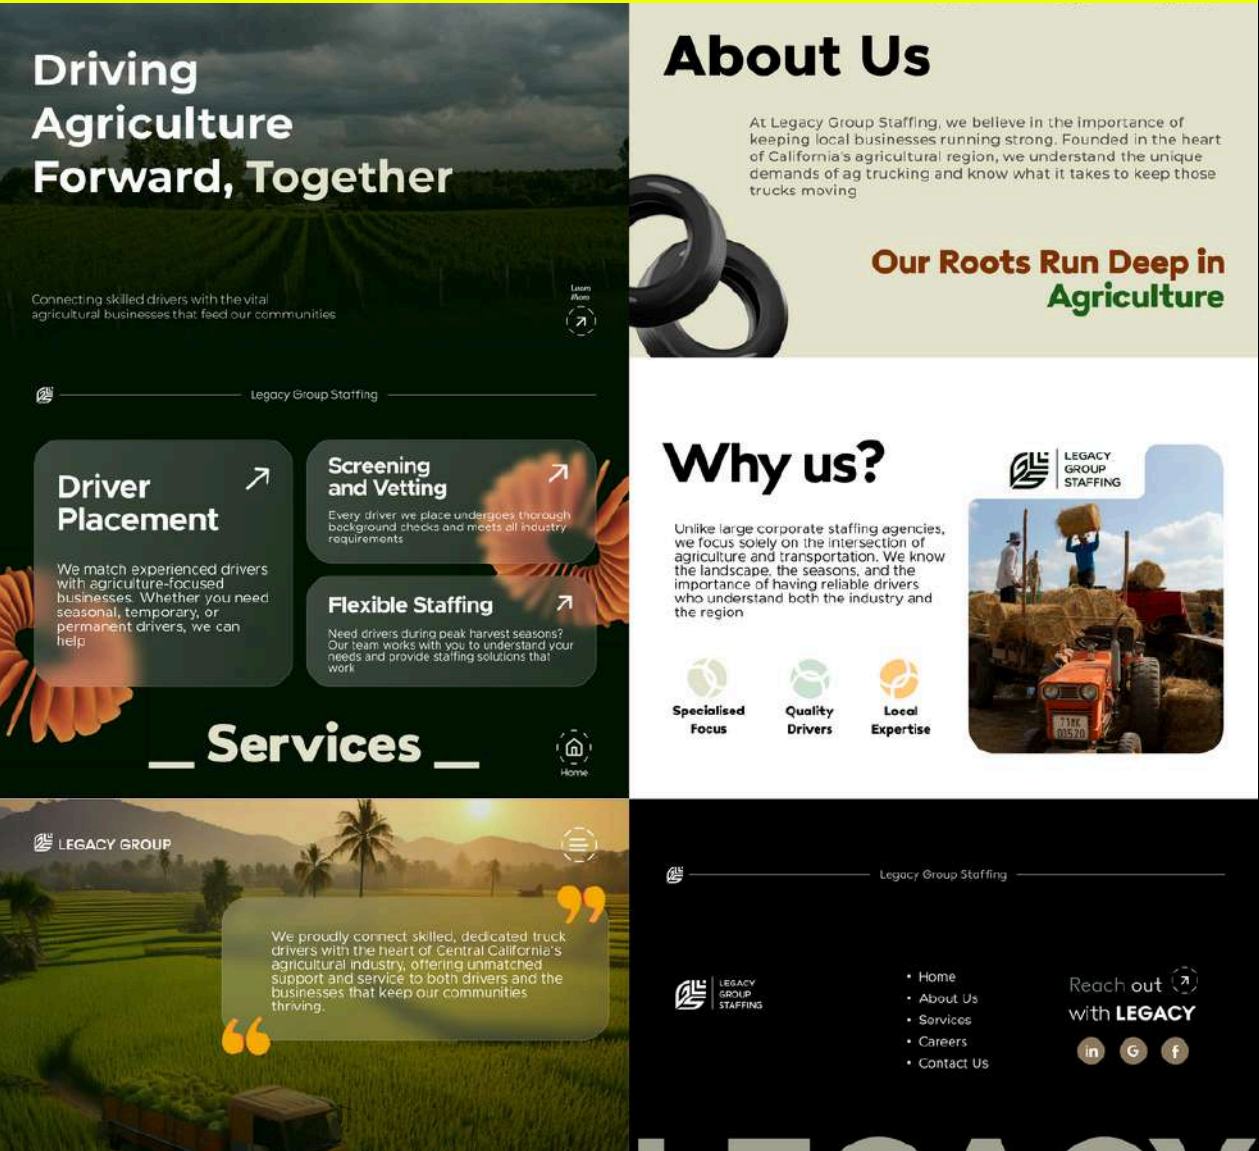 Driving
Agriculture
Forward, Together
Connecting skilled drivers with the vital
agricultural businesses that feed our communities
Learn
More
Legacy Group Staffing
Driver
Placement
We match experienced drivers
with agriculture-focused
businesses. Whether you need
seasonal, temporary, or
permanent drivers, we can
help
Screening
and Vetting
Every driver we place undergoes thorough
background checks and meets all industry
requirements
Flexible Staffing
Need drivers during peak harvest seasons?
Our team works with you to understand your
needs and provide staffing solutions that
work
_ Services _
Home
LEGACY GROUP
We proudly connect skilled, dedicated truck
drivers with the heart of Central California's
agricultural industry, offering unmatched
support and service to both drivers and the
businesses that keep our communities
thriving.
About Us
At Legacy Group Staffing, we believe in the importance of
keeping local businesses running strong. Founded in the heart
of California's agricultural region, we understand the unique
demands of ag trucking and know what it takes to keep those
trucks moving
Our Roots Run Deep in
Agriculture
Why us?
Unlike large corporate staffing agencies,
we focus solely on the intersection of
agriculture and transportation. We know
the landscape, the seasons, and the
importance of having reliable drivers
who understand both the industry and
the region
Specialised
Focus
Quality
Drivers
Local
Expertise
LEGACY
GROUP
STAFFING
Legacy Group Staffing
LEGACY
GROUP
STAFFING
• Home
• About Us
• Services
• Careers
• Contact Us
Reach out
with LEGACY
in G f
LEGACY